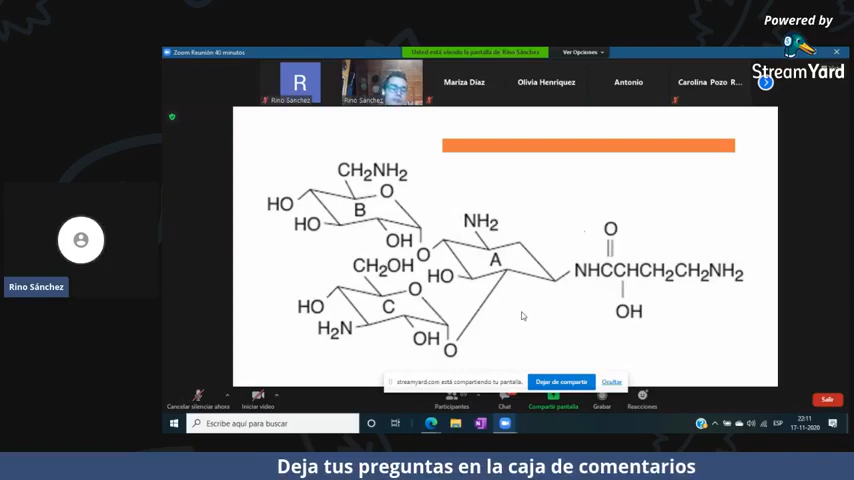 Powered by
StreamYard
Zoom Reunión 40 minutos
Usted está viendo la pantalla de Rino Sánchez
Ver Opciones
R
Rino Sánchez
Rino Sánchez
Mariza Díaz
Olivia Henriquez
Antonio
Carolina Pozo R...
CH2NH2
HO
O
B
HO
OH
O
NH2
A
HO
O
NHCCHCH2CH2NH2
OH
CH2OH
O
HO
C
H2N
OH
O
Rino Sánchez
streamyard.com está compartiendo tu pantalla.
Dejar de compartir
Ocultar
Cancelar silenciar ahora
Iniciar video
Participantes
Chat
Compartir pantalla
Grabar
Reacciones
Salir
Escribe aquí para buscar
ESP
22:11
17-11-2020
Deja tus preguntas en la caja de comentarios